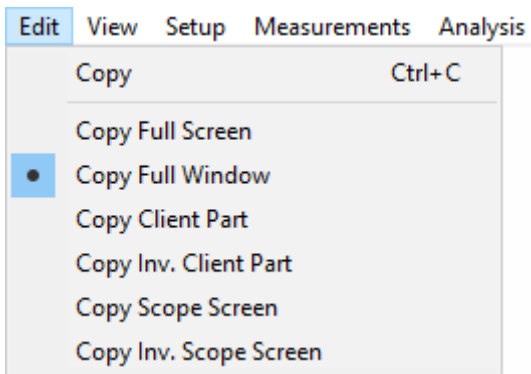 Edit View Setup Measurements Analysis
Copy Ctrl+C
Copy Full Screen
Copy Full Window
Copy Client Part
Copy Inv. Client Part
Copy Scope Screen
Copy Inv. Scope Screen